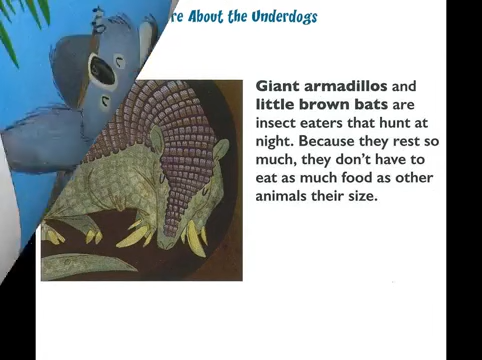 re About the Underdogs
Giant armadillos and
little brown bats are
insect eaters that hunt at
night. Because they rest so
much, they don't have to
eat as much food as other
animals their size.